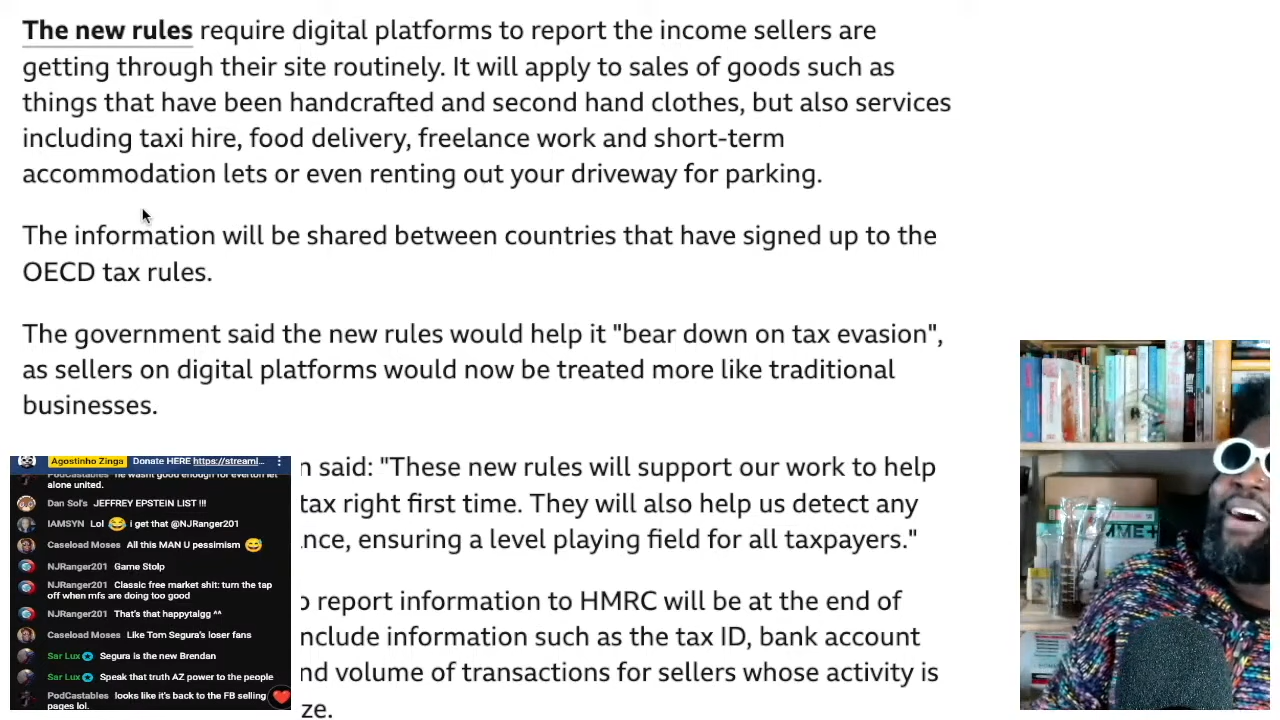 The new rules require digital platforms to report the income sellers are
getting through their site routinely. It will apply to sales of goods such as
things that have been handcrafted and second hand clothes, but also services
including taxi hire, food delivery, freelance work and short-term
accommodation lets or even renting out your driveway for parking.
The information will be shared between countries that have signed up to the
OECD tax rules.
The government said the new rules would help it "bear down on tax evasion",
as sellers on digital platforms would now be treated more like traditional
businesses.
n said: "These new rules will support our work to help
tax right first time. They will also help us detect any
nce, ensuring a level playing field for all taxpayers."
o report information to HMRC will be at the end of
nclude information such as the tax ID, bank account
nd volume of transactions for sellers whose activity is
ze.
Agostinho Zinga Donate HERE https://streaml...
PodCastables he wasnt good enough for everton let
alone united.
Dan Sol's JEFFREY EPSTEIN LIST !!!
IAMSYN Lol 😂 i get that @NJRanger201
Caseload Moses All this MAN U pessimism 😅
NJRanger201 Game Stolp
NJRanger201 Classic free market shit: turn the tap
off when mfs are doing too good
NJRanger201 That's that happytalgg ^^
Caseload Moses Like Tom Segura's loser fans
Sar Lux Segura is the new Brendan
Sar Lux Speak that truth AZ power to the people
PodCastables looks like it's back to the FB selling
pages lol.